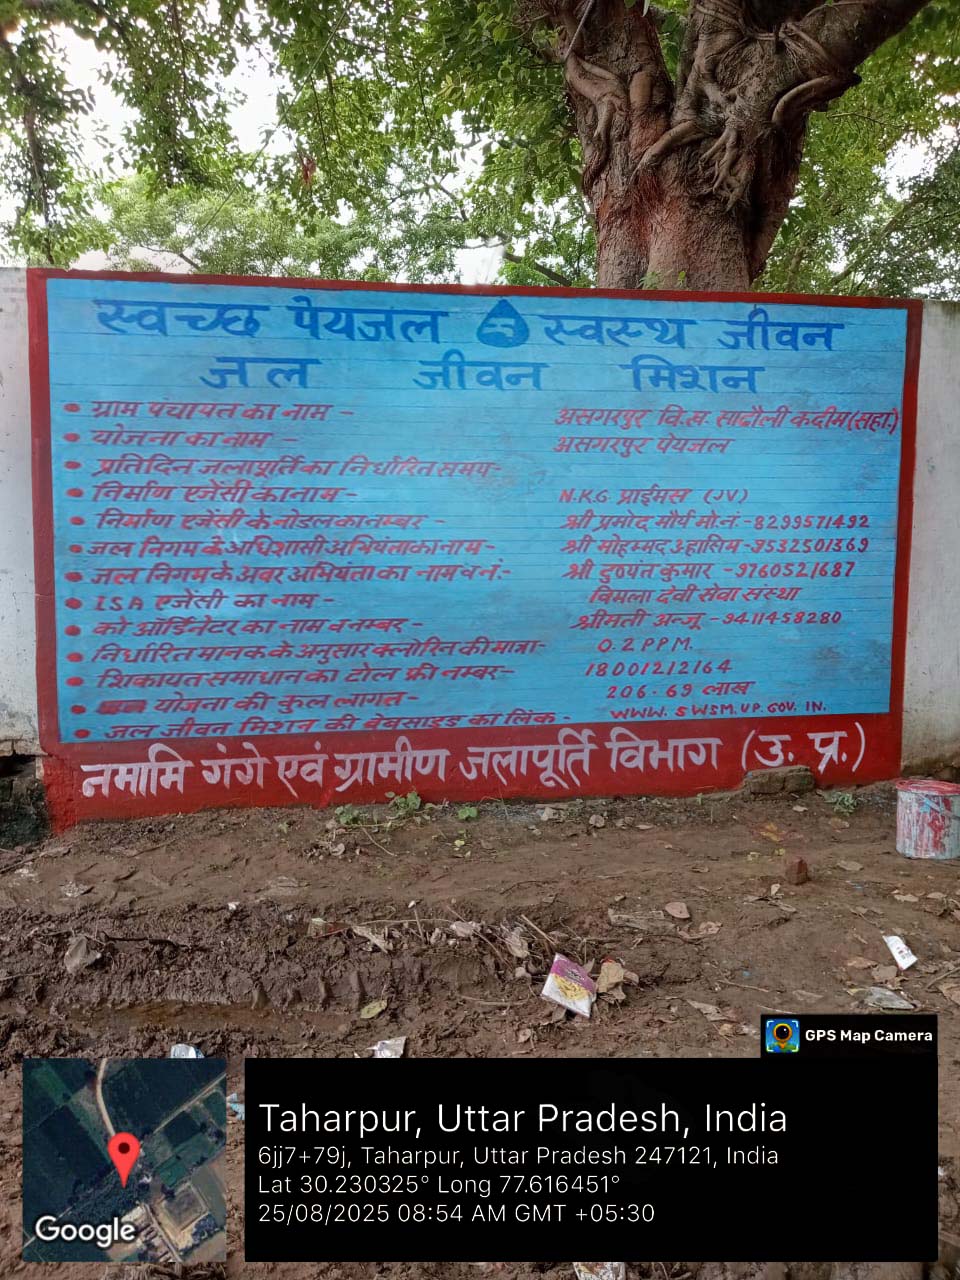 स्वच्छ पेयजल स्वस्थ जीवन
जल जीवन मिशन
• ग्राम पंचायत का नाम - असगरपुर वि.ख. साढौली कदीम (सहा.)
• योजना का नाम - असगरपुर पेयजल
• प्रतिदिन जलापूर्ति का निर्धारित समय-
• निर्माण एजेंसी का नाम - N.K.G. प्राईमस (JV)
• निर्माण एजेंसी के नोडल का नम्बर - श्री प्रमोद मौर्य मो.नं.-8299571492
• जल निगम के अधिशासी अभियंता का नाम- श्री मोहम्मद -9532501369
• जल निगम के अवर अभियंता का नाम व नं:- श्री दुष्यंत कुमार -9760521687
• ISA एजेंसी का नाम - विमला देवी सेवा सस्था
• को ऑर्डिनेटर का नाम व नम्बर - श्रीमती अन्जू -9411458280
• निर्धारित मानक के अनुसार क्लोरिन की मात्रा- 0.2 PPM.
• शिकायत समाधान का टोल फ्री नम्बर- 18001212164
• योजना की कुल लागत- 206.69 लाख
• जल जीवन मिशन की वेबसाइड का लिंक - WWW. SWSM.UP.GOV. IN.
नमामि गंगे एवं ग्रामीण जलापूर्ति विभाग (उ. प्र.)
GPS Map Camera
Taharpur, Uttar Pradesh, India
6jj7+79j, Taharpur, Uttar Pradesh 247121, India
Lat 30.230325° Long 77.616451°
25/08/2025 08:54 AM GMT +05:30
Google